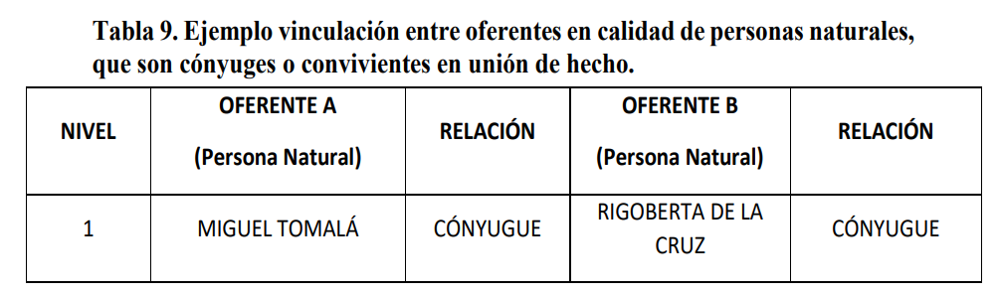 Tabla 9. Ejemplo vinculación entre oferentes en calidad de personas naturales,
que son cónyuges o convivientes en unión de hecho.
NIVEL
OFERENTE A
(Persona Natural)
RELACIÓN
OFERENTE B
(Persona Natural)
RELACIÓN
1
MIGUEL TOMALÁ
CÓNYUGUE
RIGOBERTA DE LA
CRUZ
CÓNYUGUE